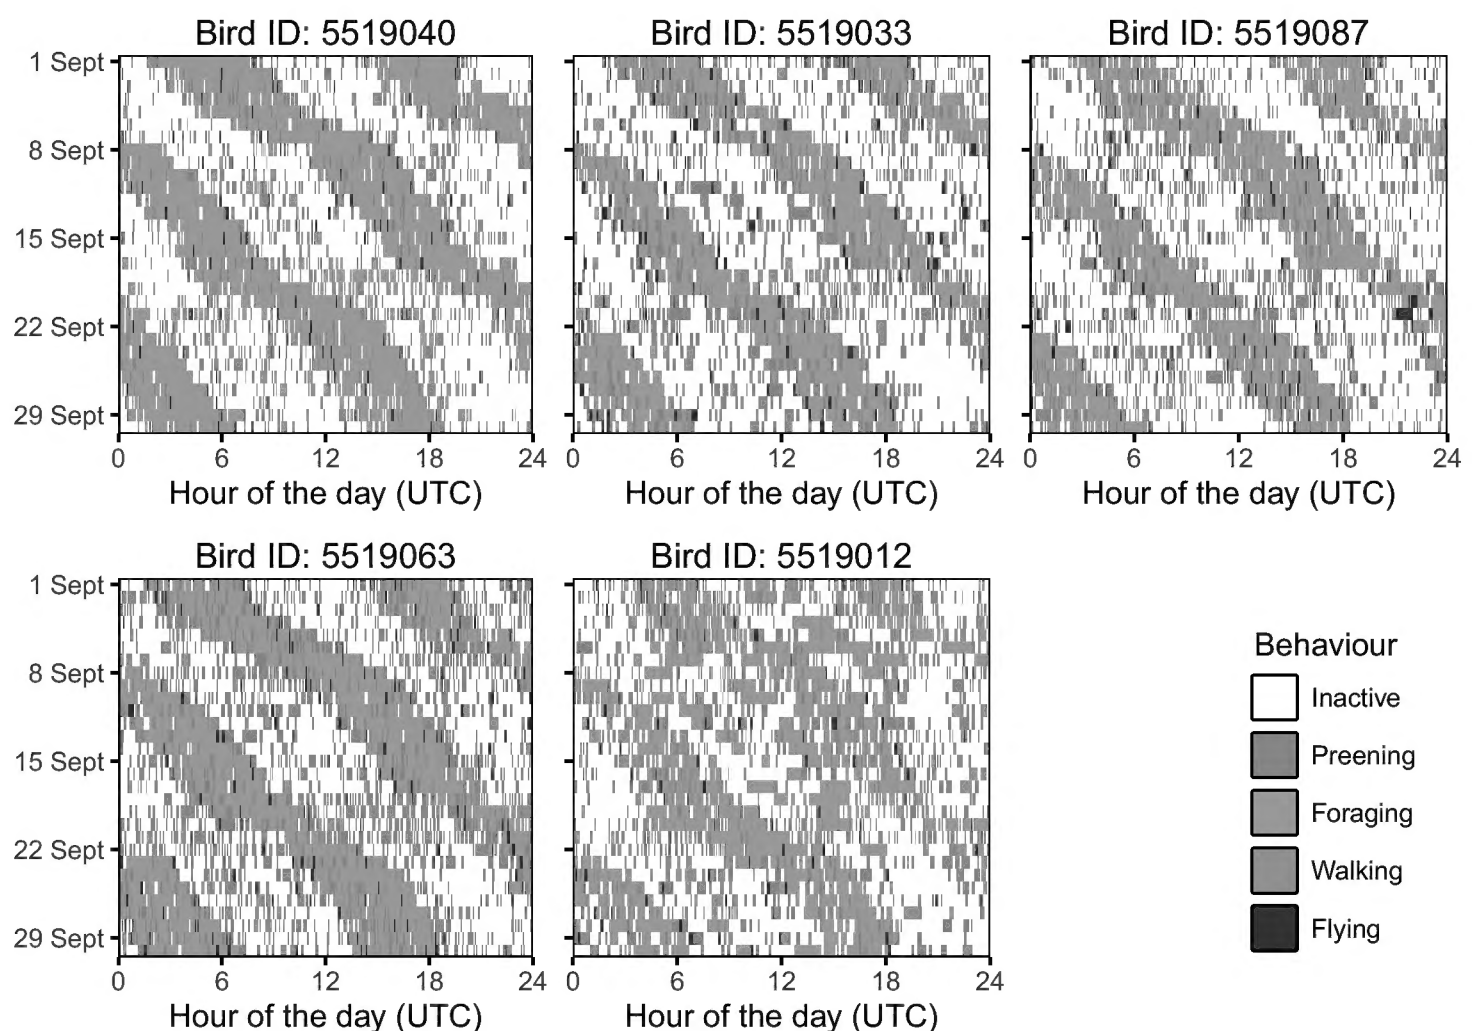 Bird ID: 5519040
Bird ID: 5519033
Bird ID: 5519087
1 Sept
8 Sept
15 Sept
22 Sept
29 Sept
0 6 12 18 24
0 6 12 18 24
0 6 12 18 24
Hour of the day (UTC)
Hour of the day (UTC)
Hour of the day (UTC)
Bird ID: 5519063
Bird ID: 5519012
1 Sept
8 Sept
15 Sept
22 Sept
29 Sept
0 6 12 18 24
0 6 12 18 24
Hour of the day (UTC)
Hour of the day (UTC)
Behaviour
Inactive
Preening
Foraging
Walking
Flying